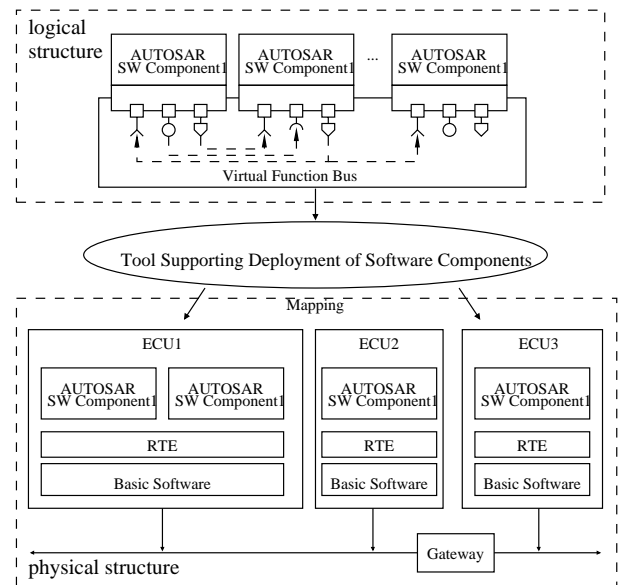 logical
structure
AUTOSAR
SW Component1
AUTOSAR
SW Component1
...
AUTOSAR
SW Component1
Virtual Function Bus
Tool Supporting Deployment of Software Components
Mapping
ECU1
ECU2
ECU3
AUTOSAR
SW Component1
AUTOSAR
SW Component1
AUTOSAR
SW Component1
AUTOSAR
SW Component1
RTE
RTE
RTE
Basic Software
Basic Software
Basic Software
Gateway
physical structure